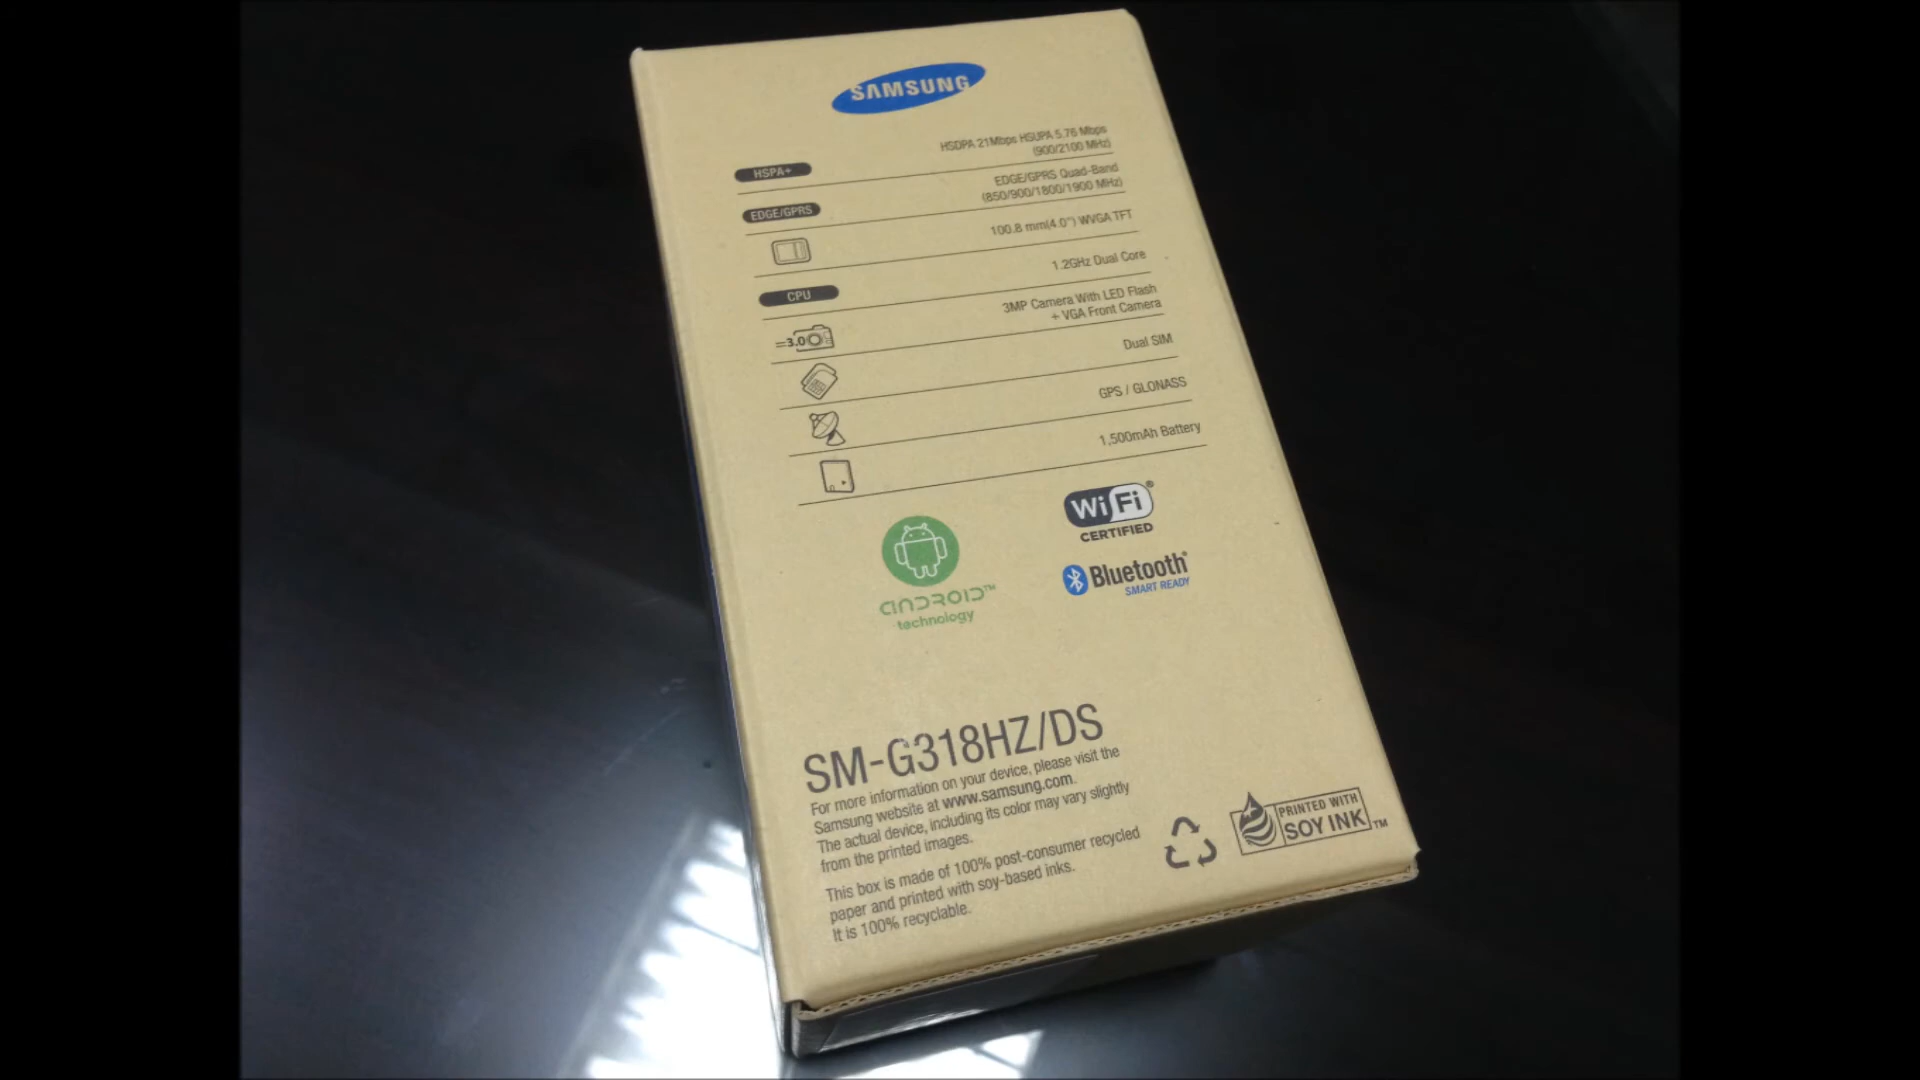 SAMSUNG
HSPA+
HSDPA 21Mbps HSUPA 5.76 Mbps
(900/2100 MHz)
EDGE/GPRS
EDGE/GPRS Quad-Band
(850/900/1800/1900 MHz)
100.8 mm(4.0") WVGA TFT
CPU
1.2GHz Dual Core
=3.0
3MP Camera With LED Flash
+ VGA Front Camera
Dual SIM
GPS / GLONASS
1,500mAh Battery
Wi Fi®
CERTIFIED
ANDROID™
technology
Bluetooth®
SMART READY
SM-G318HZ/DS
For more information on your device, please visit the
Samsung website at www.samsung.com.
The actual device, including its color may vary slightly
from the printed images.
This box is made of 100% post-consumer recycled
paper and printed with soy-based inks.
It is 100% recyclable.
PRINTED WITH
SOY INK™